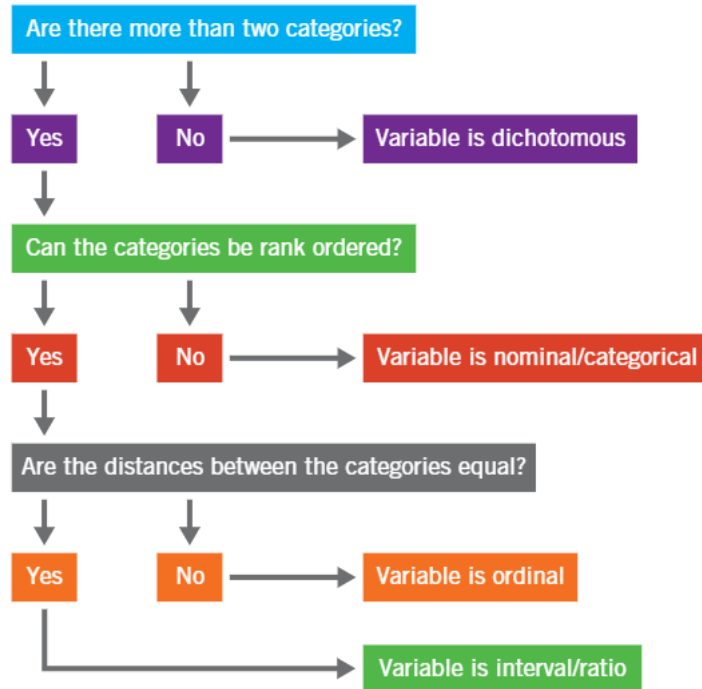 Are there more than two categories?
Yes
No
Variable is dichotomous
Can the categories be rank ordered?
Yes
No
Variable is nominal/categorical
Are the distances between the categories equal?
Yes
No
Variable is ordinal
Variable is interval/ratio